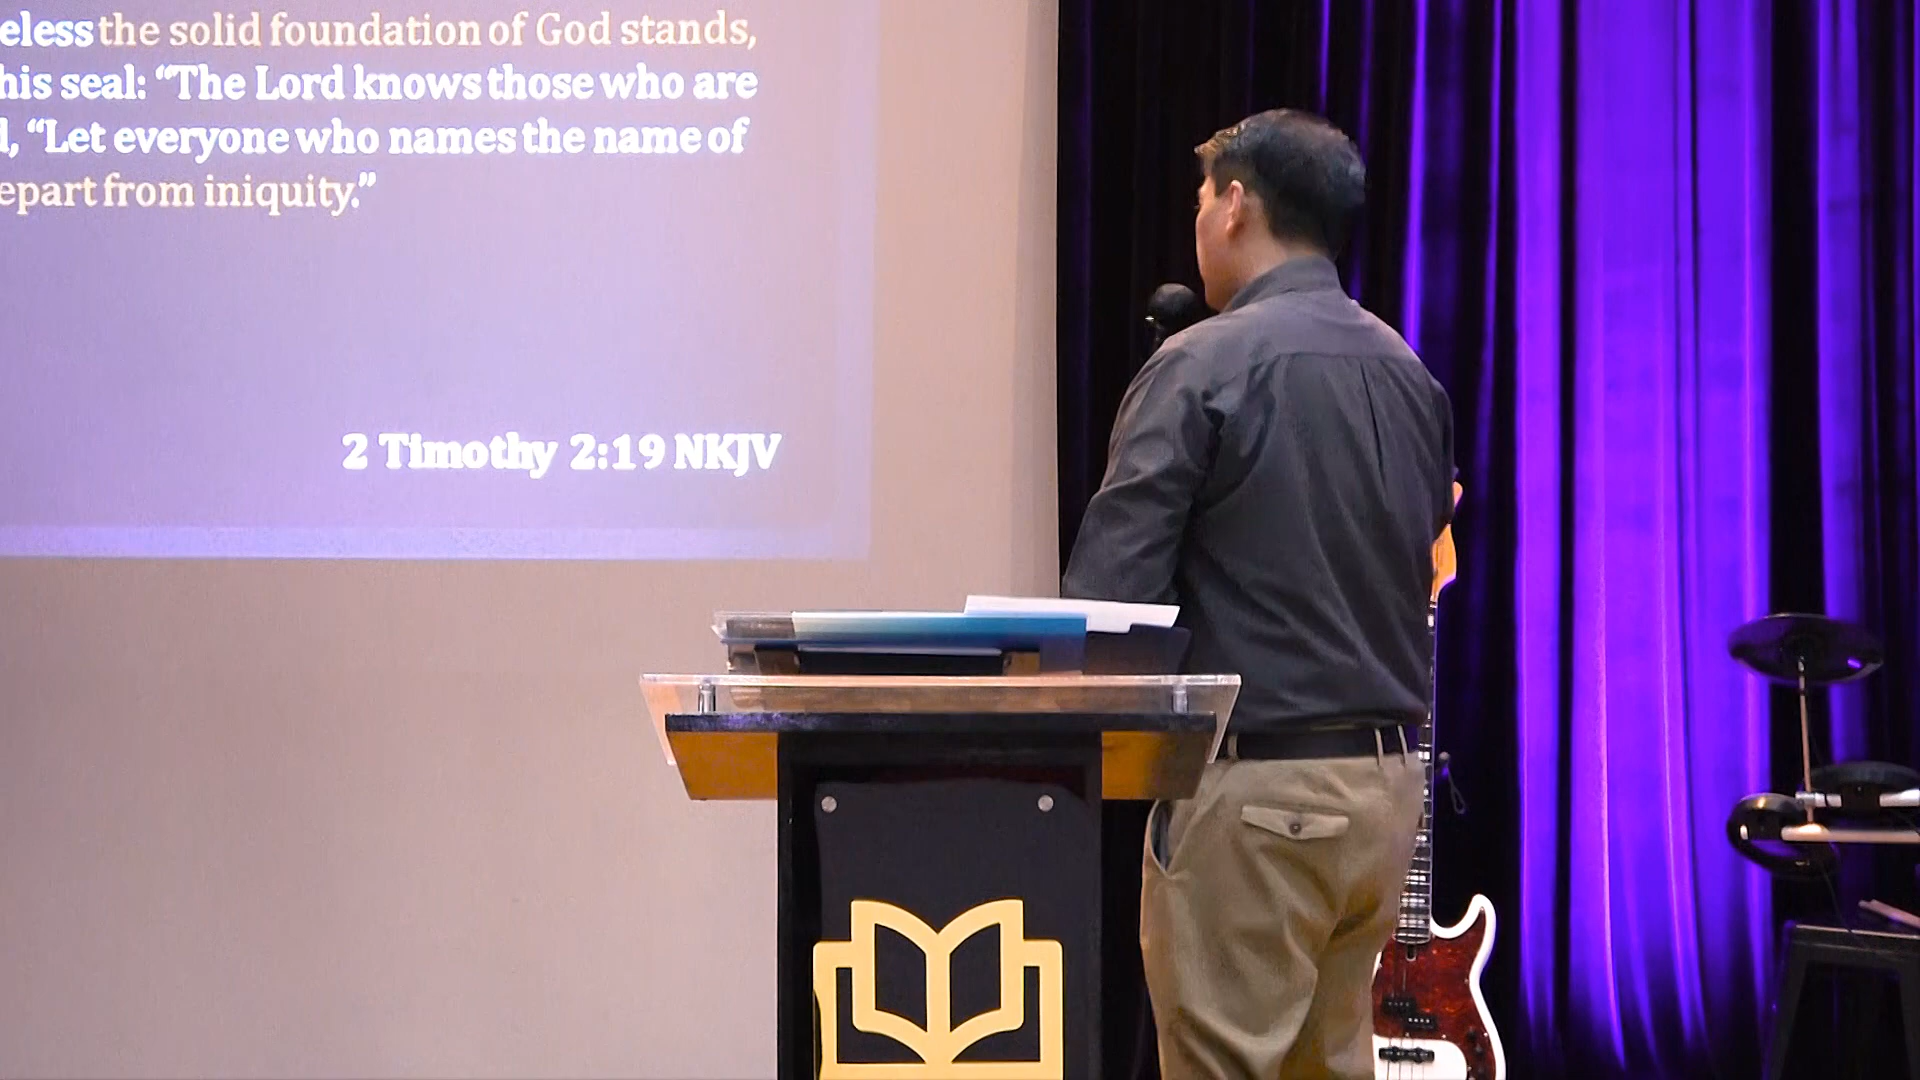 eless the solid foundation of God stands,
his seal: “The Lord knows those who are
d, “Let everyone who names the name of
epart from iniquity.”
2 Timothy 2:19 NKJV